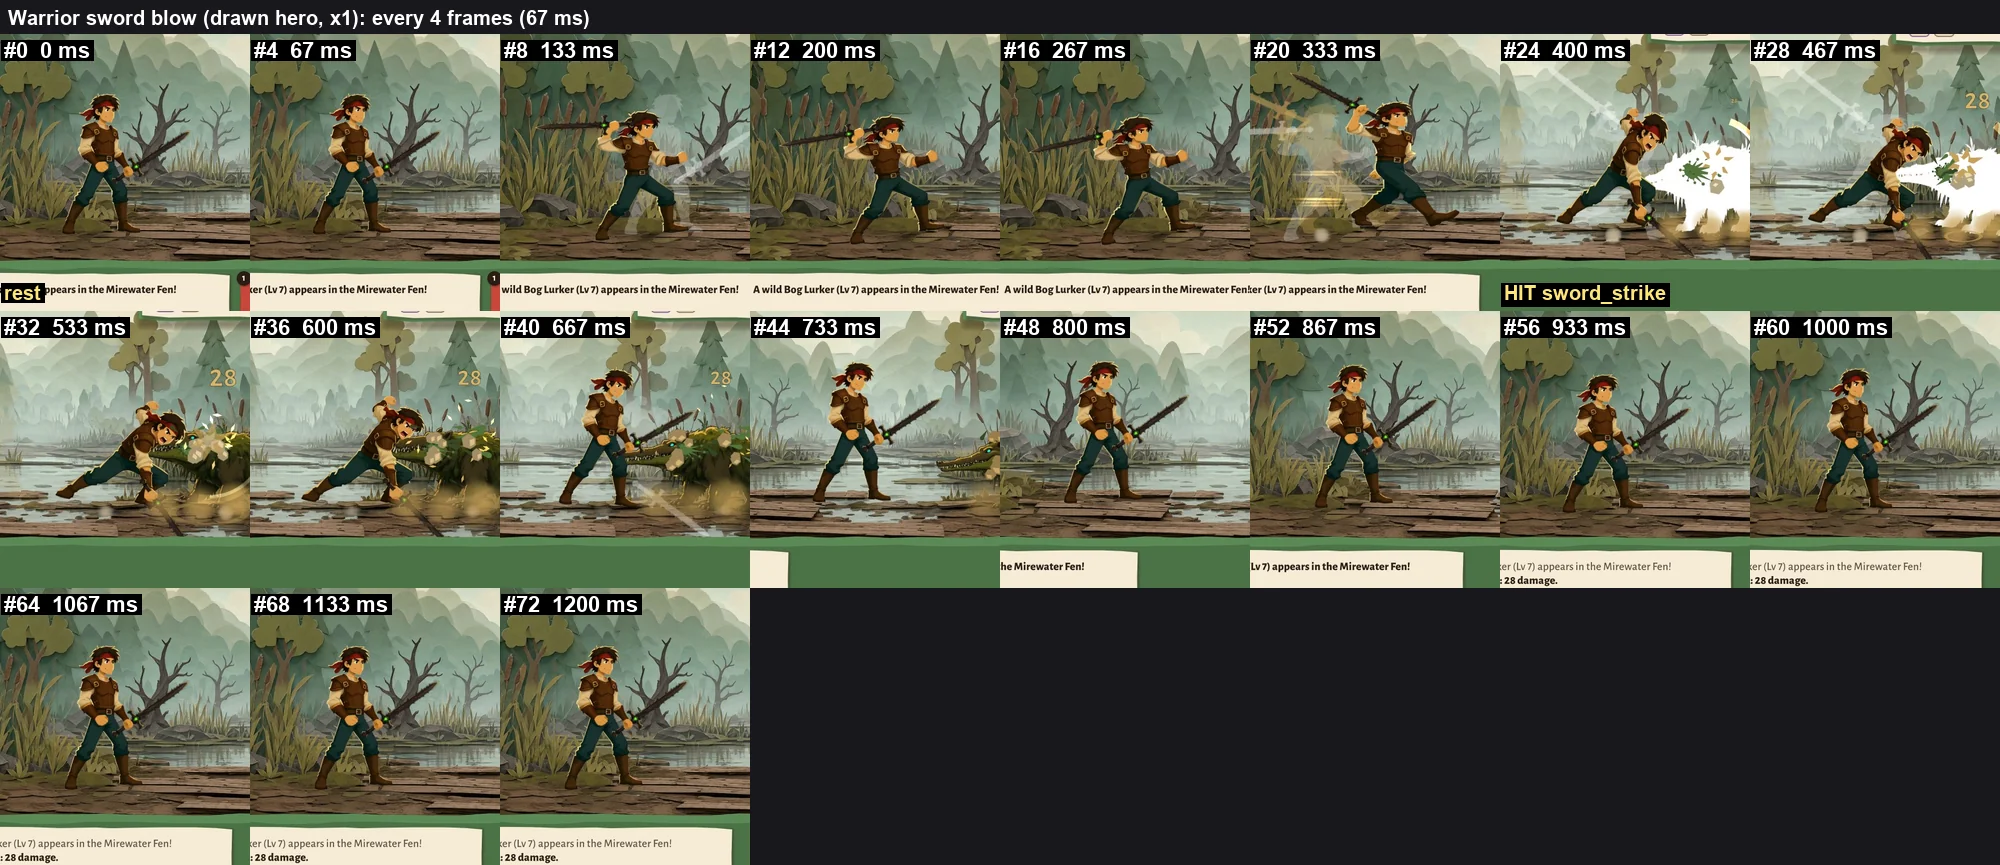 Warrior sword blow (drawn hero, x1): every 4 frames (67 ms)
#0 0 ms
#4 67 ms
#8 133 ms
#12 200 ms
#16 267 ms
#20 333 ms
#24 400 ms
#28 467 ms
28
1
1
rest
appears in the Mirewater Fen!
(Lv 7) appears in the Mirewater Fen!
wild Bog Lurker (Lv 7) appears in the Mirewater Fen!
A wild Bog Lurker (Lv 7) appears in the Mirewater Fen!
A wild Bog Lurker (Lv 7) appears in the Mirewater Fen!
(Lv 7) appears in the Mirewater Fen!
HIT sword_strike
#32 533 ms
#36 600 ms
#40 667 ms
#44 733 ms
#48 800 ms
#52 867 ms
#56 933 ms
#60 1000 ms
28
28
28
he Mirewater Fen!
Lv 7) appears in the Mirewater Fen!
(Lv 7) appears in the Mirewater Fen!
: 28 damage.
(Lv 7) appears in the Mirewater Fen!
: 28 damage.
#64 1067 ms
#68 1133 ms
#72 1200 ms
(Lv 7) appears in the Mirewater Fen!
: 28 damage.
(Lv 7) appears in the Mirewater Fen!
: 28 damage.
(Lv 7) appears in the Mirewater Fen!
: 28 damage.